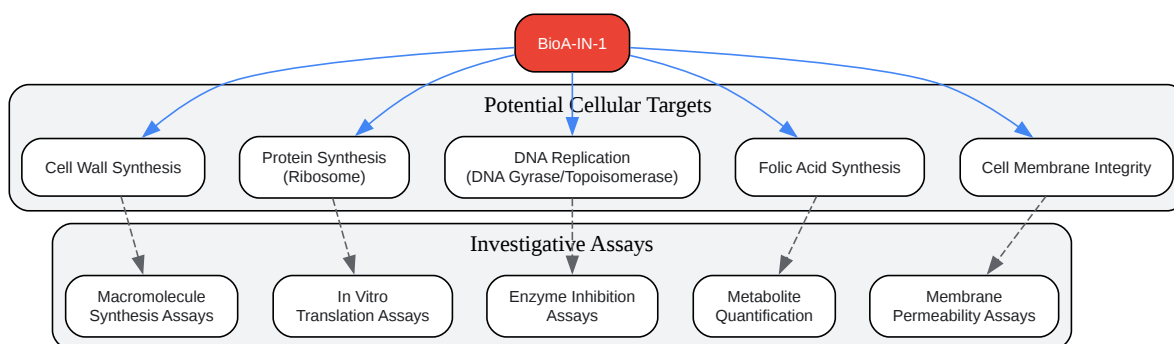 BioA-IN-1
Potential Cellular Targets
Cell Wall Synthesis
Protein Synthesis
(Ribosome)
DNA Replication
(DNA Gyrase/Topoisomerase)
Folic Acid Synthesis
Cell Membrane Integrity
Investigative Assays
Macromolecule
Synthesis Assays
In Vitro
Translation Assays
Enzyme Inhibition
Assays
Metabolite
Quantification
Membrane
Permeability Assays